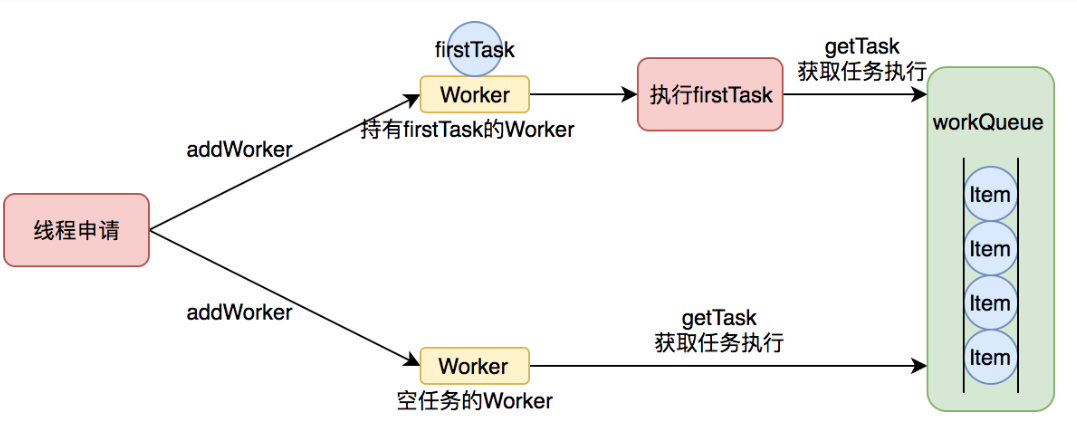 线程申请
addWorker
firstTask
Worker
持有firstTask的Worker
执行firstTask
getTask
获取任务执行
addWorker
Worker
空任务的Worker
getTask
获取任务执行
workQueue
Item
Item
Item
Item